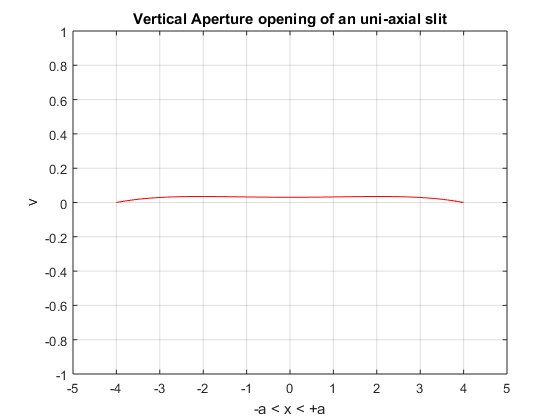 Vertical Aperture opening of an uni-axial slit
1
0.8
0.6
0.4
0.2
0
-0.2
-0.4
-0.6
-0.8
-1
v
-5 -4 -3 -2 -1 0 1 2 3 4 5
-a < x < +a